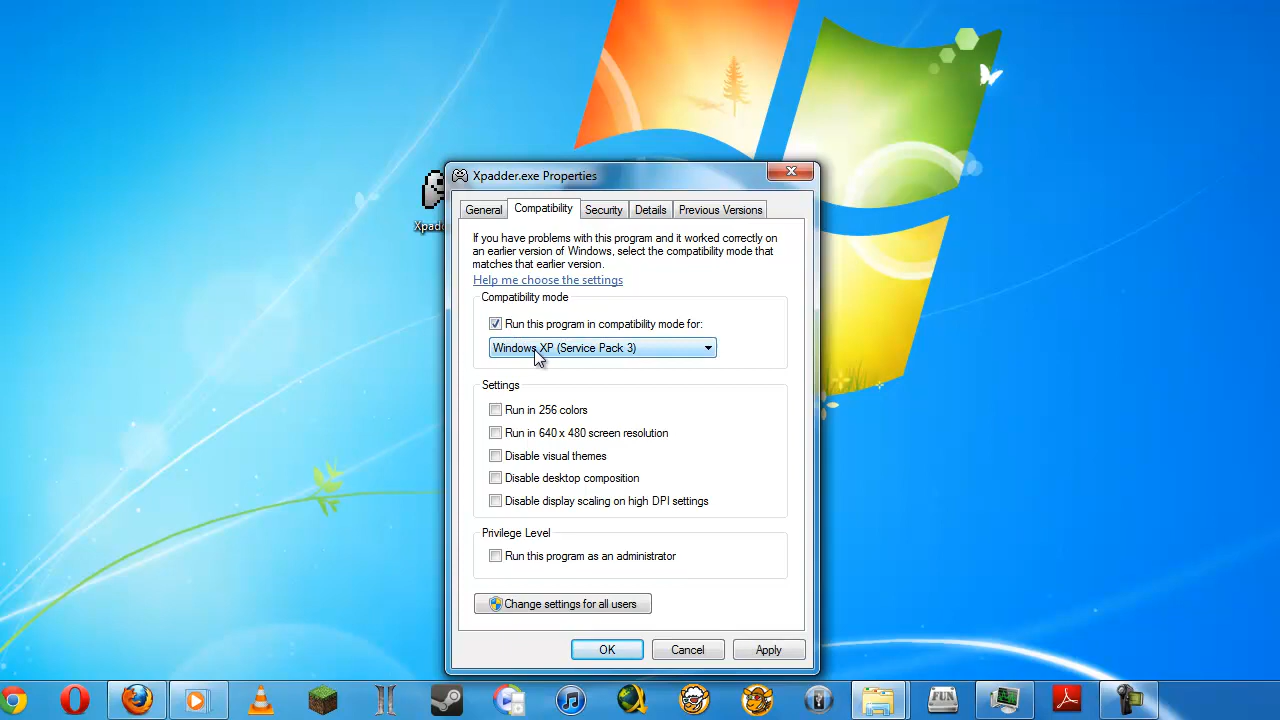 Xpadder.exe Properties
General
Compatibility
Security
Details
Previous Versions
If you have problems with this program and it worked correctly on
an earlier version of Windows, select the compatibility mode that
matches that earlier version.
Help me choose the settings
Compatibility mode
Run this program in compatibility mode for:
Windows XP (Service Pack 3)
Settings
Run in 256 colors
Run in 640 x 480 screen resolution
Disable visual themes
Disable desktop composition
Disable display scaling on high DPI settings
Privilege Level
Run this program as an administrator
Change settings for all users
OK
Cancel
Apply
FUN